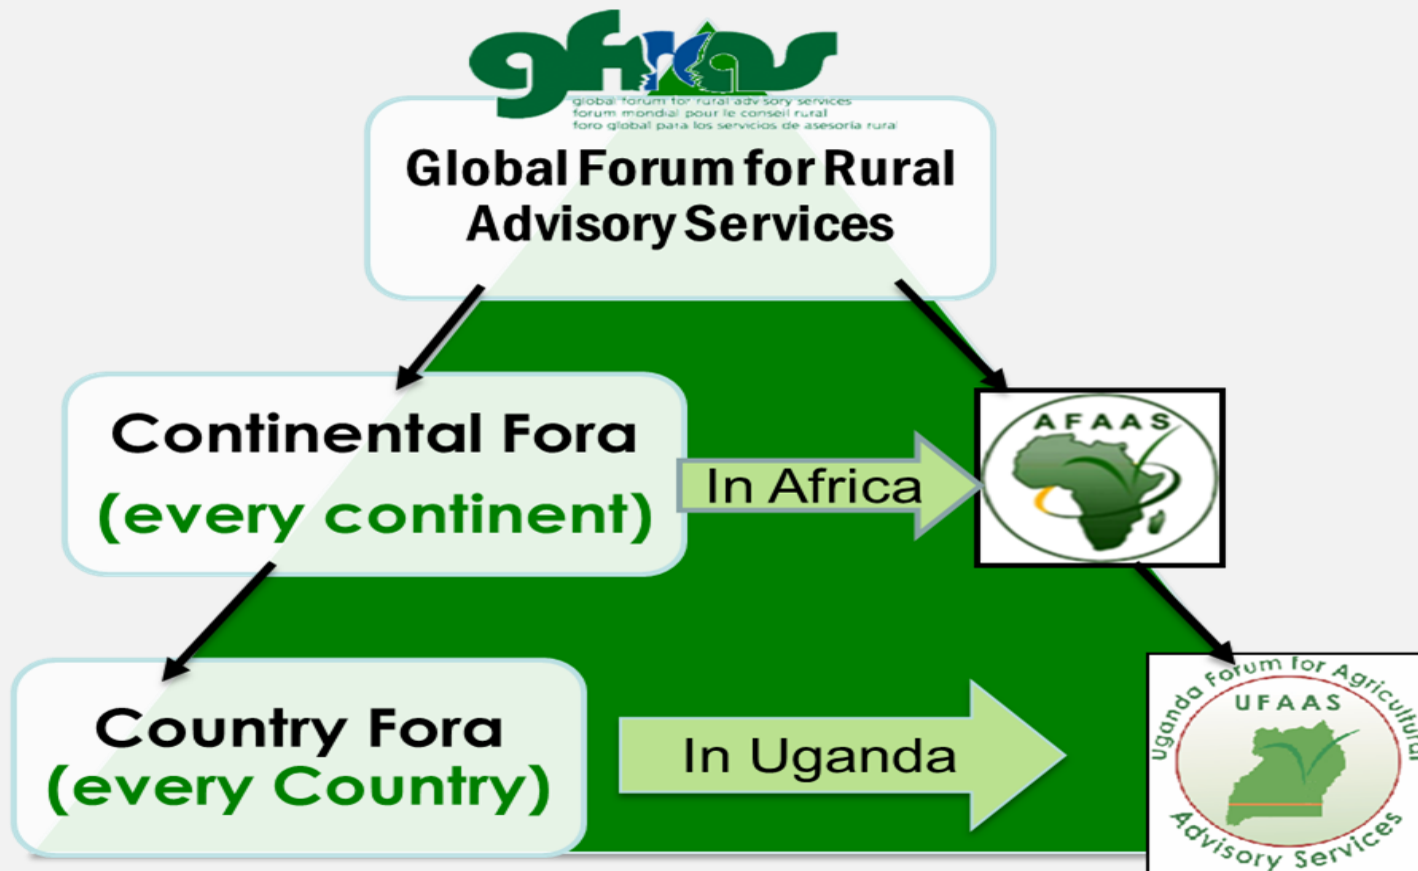 gfras
global forum for rural advisory services
forum mondial pour le conseil rural
foro global para los servicios de asesoría rural
Global Forum for Rural
Advisory Services
Continental Fora
(every continent)
In Africa
AFAAS
Country Fora
(every Country)
In Uganda
Uganda Forum for Agricultural
UFAAS
Advisory Services